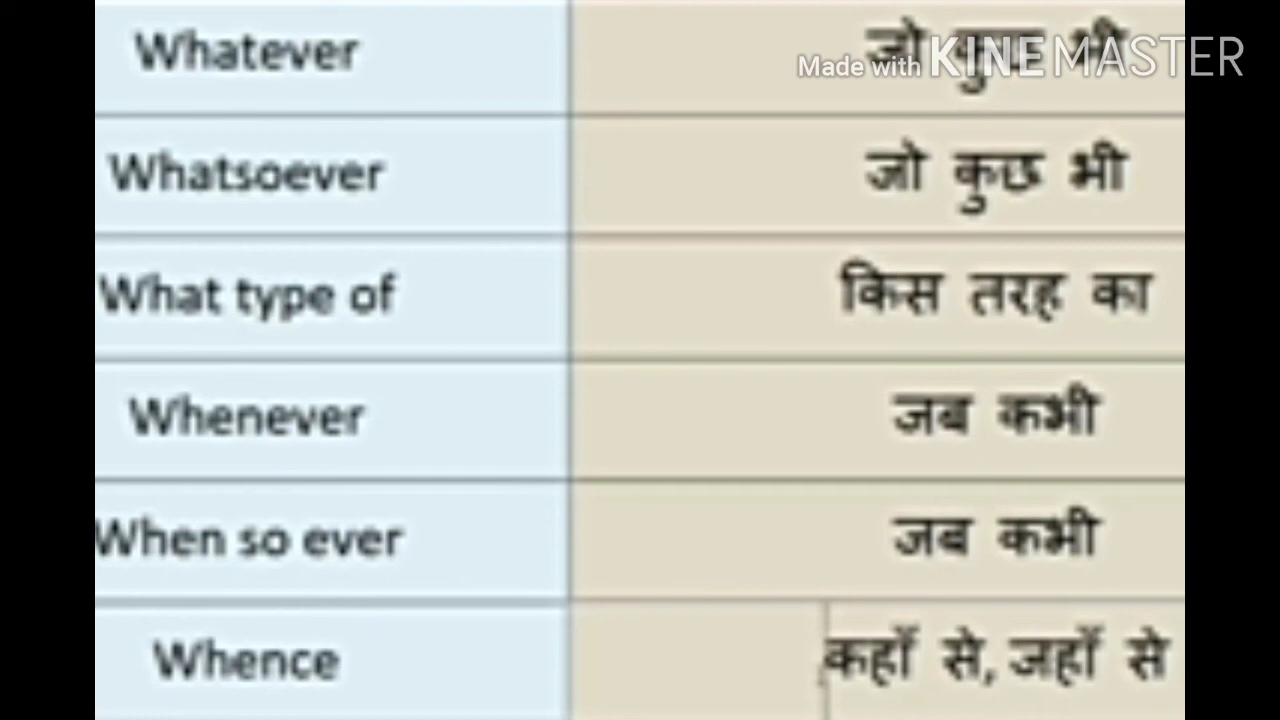 Whatever जो कुछ भी
Made with KINEMASTER
Whatsoever जो कुछ भी
What type of किस तरह का
Whenever जब कभी
When so ever जब कभी
Whence कहाँ से, जहाँ से